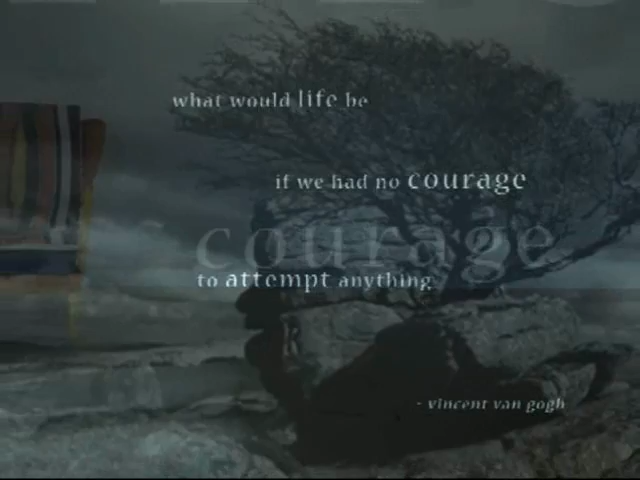 what would life be
if we had no courage
courage
to attempt anything
- vincent van gogh